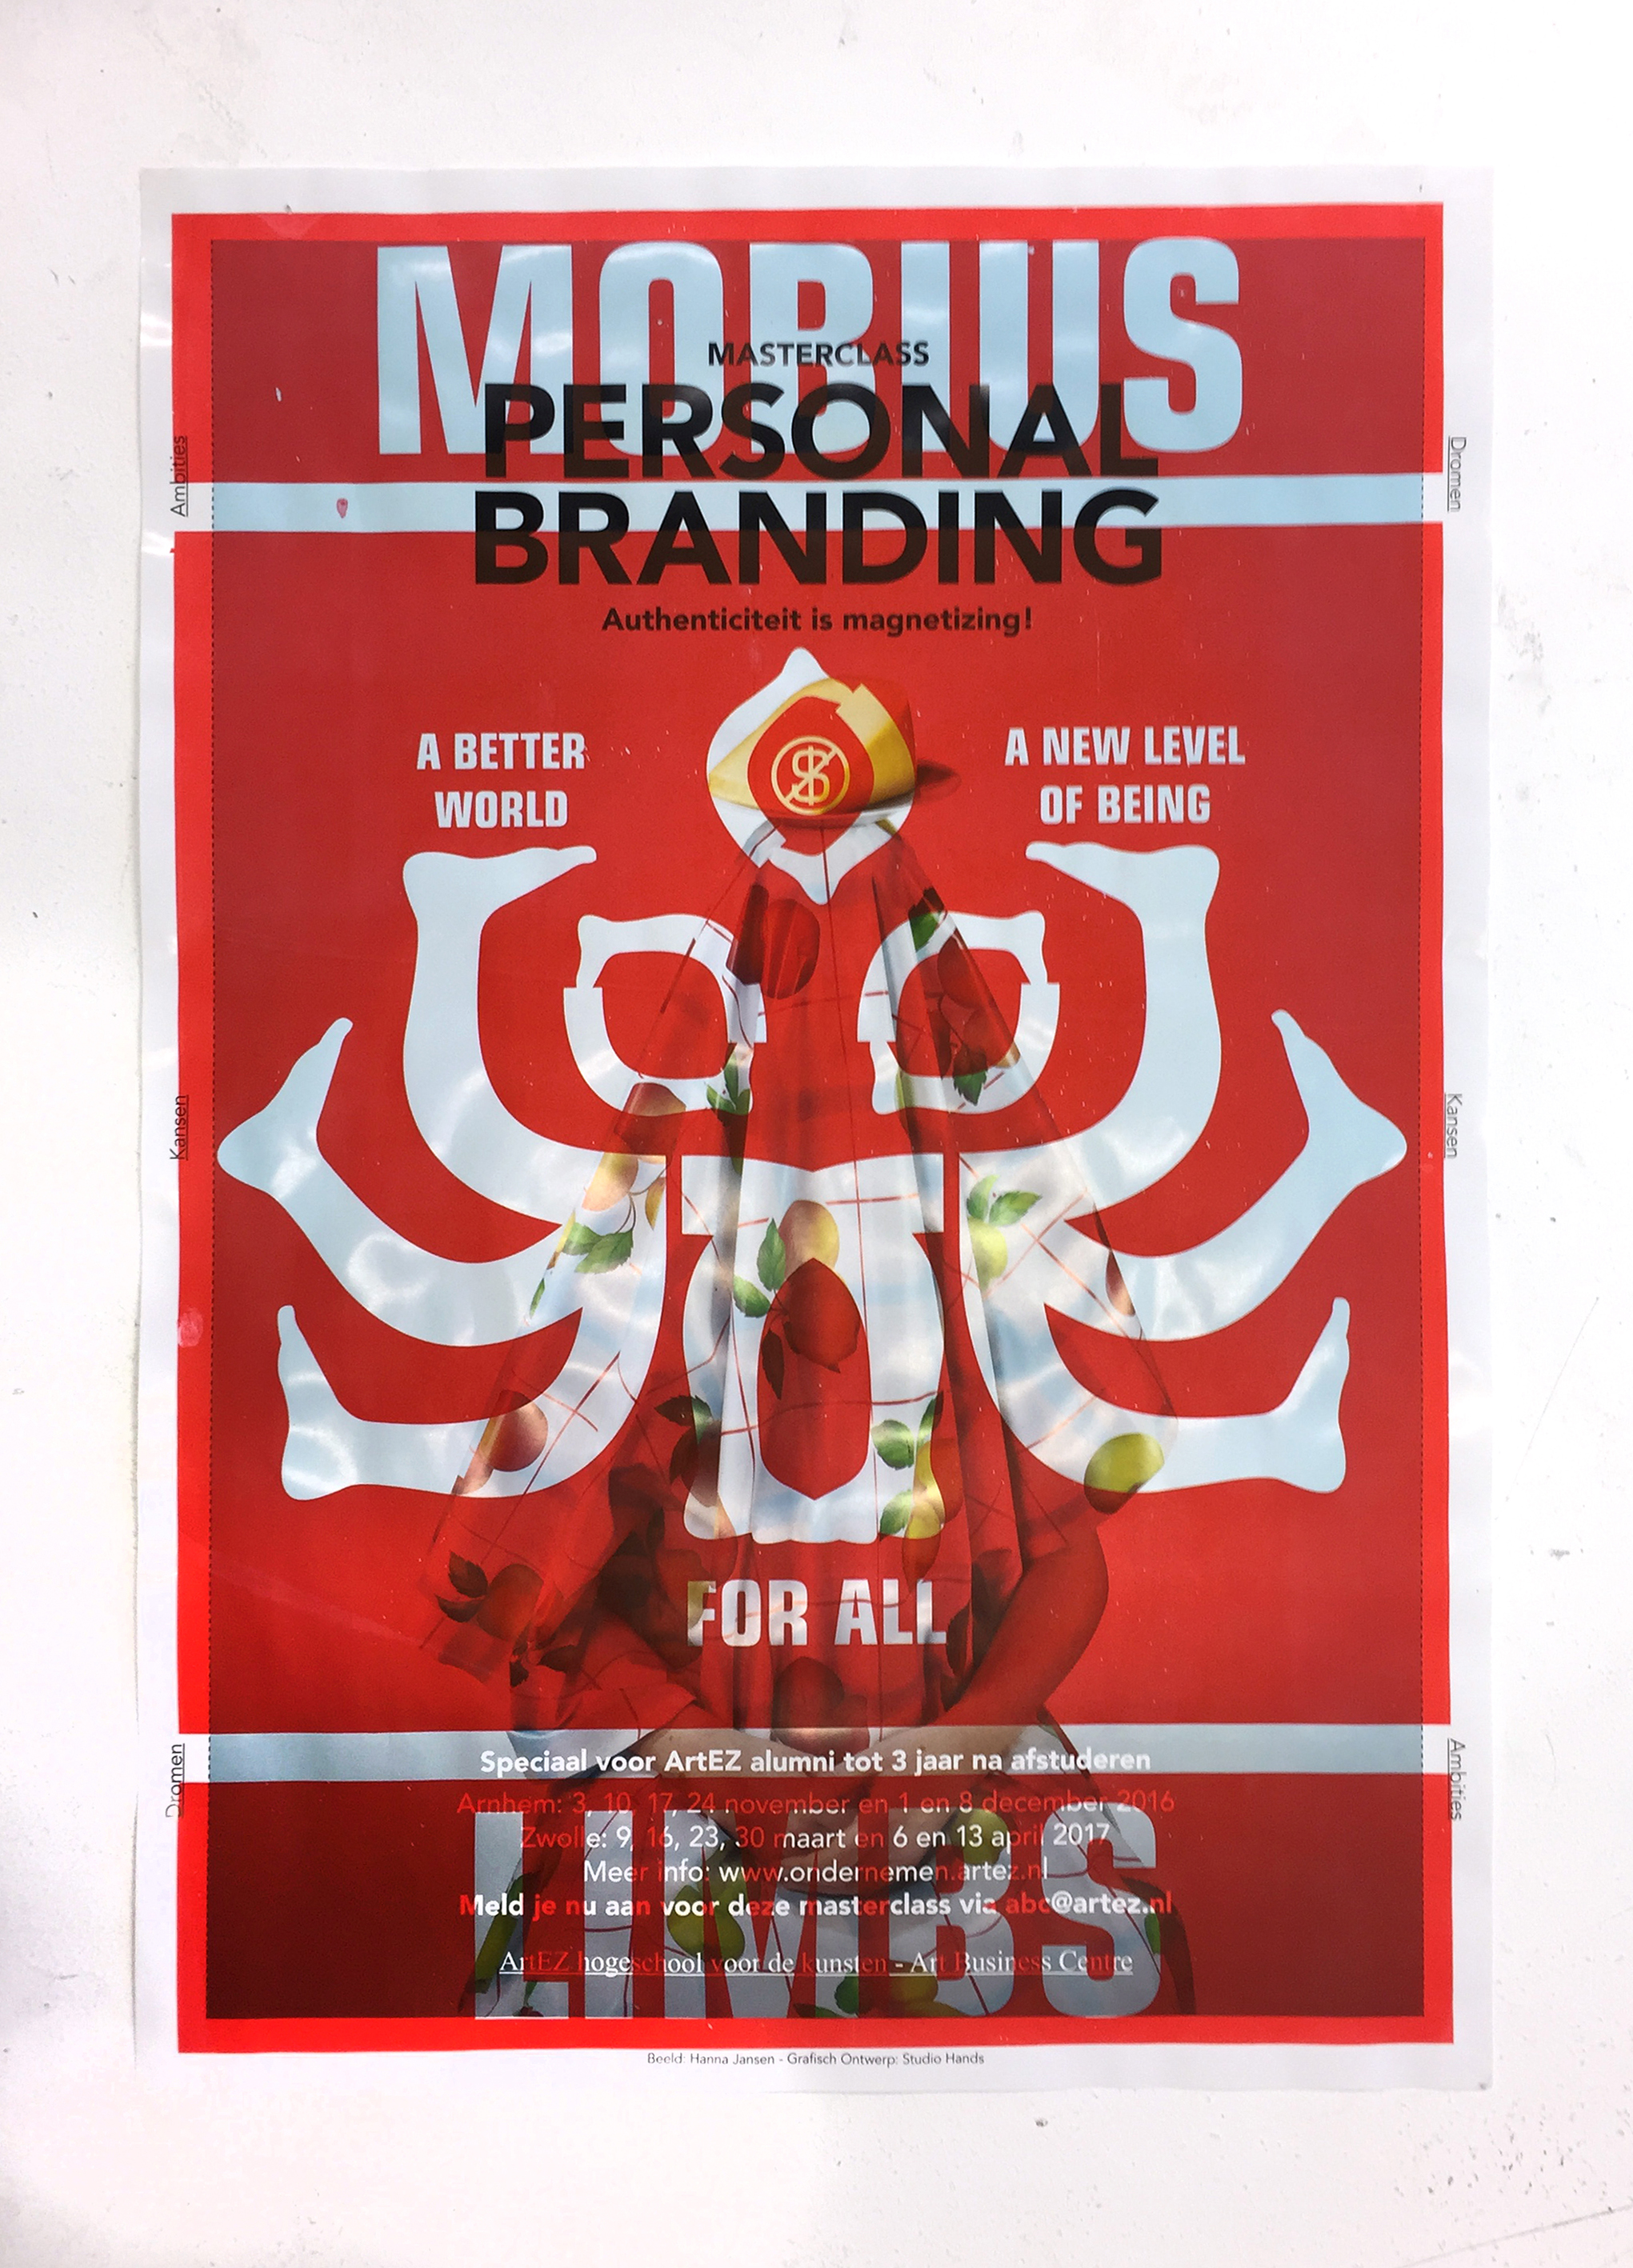 MOBIUS
MASTERCLASS
PERSONAL
BRANDING
Authenticiteit is magnetizing!
Ambities
Dromen
A BETTER
WORLD
A NEW LEVEL
OF BEING
$
Kansen
Kansen
FOR ALL
Dromen
Ambities
Speciaal voor ArtEZ alumni tot 3 jaar na afstuderen
Arnhem: 3, 10, 17, 24 november en 1 en 8 december 2016
Zwolle: 9, 16, 23, 30 maart en 6 en 13 april 2017
Meer info: www.ondernemen.artez.nl
Meld je nu aan voor deze masterclass via abc@artez.nl
LIMBS
ArtEZ hogeschool voor de kunsten - Art Business Centre
Beeld: Hanna Jansen - Grafisch Ontwerp: Studio Hands